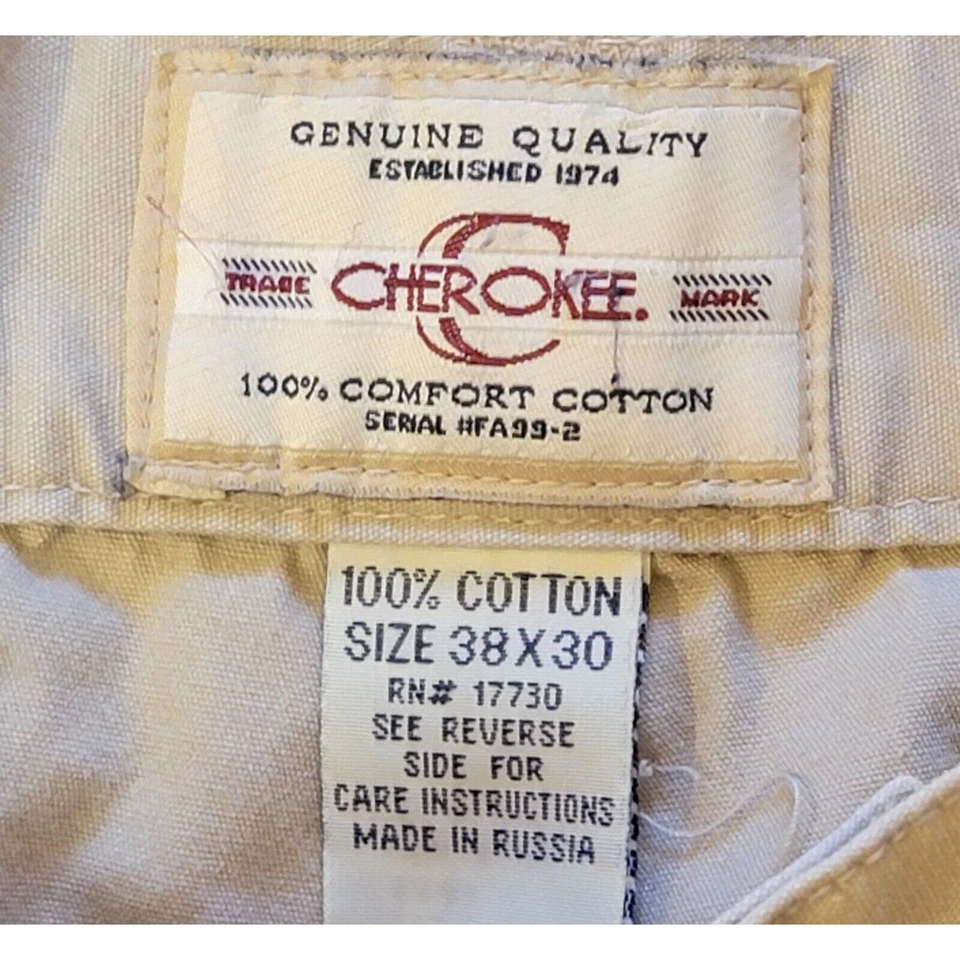 GENUINE QUALITY
ESTABLISHED 1974
C
TRADE CHEROKEE. MARK
100% COMFORT COTTON
SERIAL #FA99-2
100% COTTON
SIZE 38X30
RN# 17730
SEE REVERSE
SIDE FOR
CARE INSTRUCTIONS
MADE IN RUSSIA